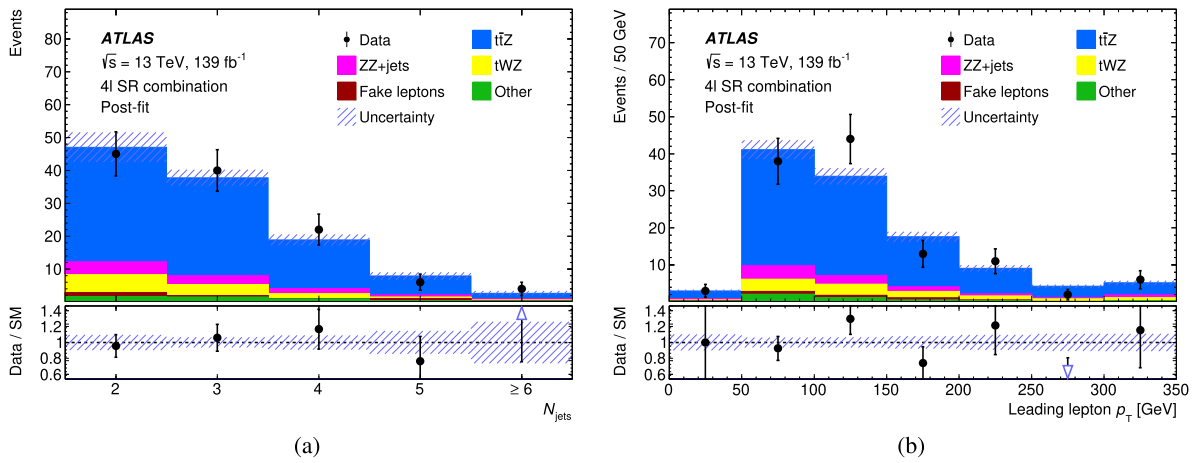 Events
80
70
60
50
40
30
20
10
ATLAS
√s = 13 TeV, 139 fb⁻¹
4l SR combination
Post-fit
Data
tt̄Z
ZZ+jets
tWZ
Fake leptons
Other
Uncertainty
Data / SM
1.4
1.2
1
0.8
0.6
2 3 4 5 ≥ 6
N_jets
(a)
Events / 50 GeV
70
60
50
40
30
20
10
ATLAS
√s = 13 TeV, 139 fb⁻¹
4l SR combination
Post-fit
Data
tt̄Z
ZZ+jets
tWZ
Fake leptons
Other
Uncertainty
Data / SM
1.4
1.2
1
0.8
0.6
0 50 100 150 200 250 300 350
Leading lepton p_T [GeV]
(b)